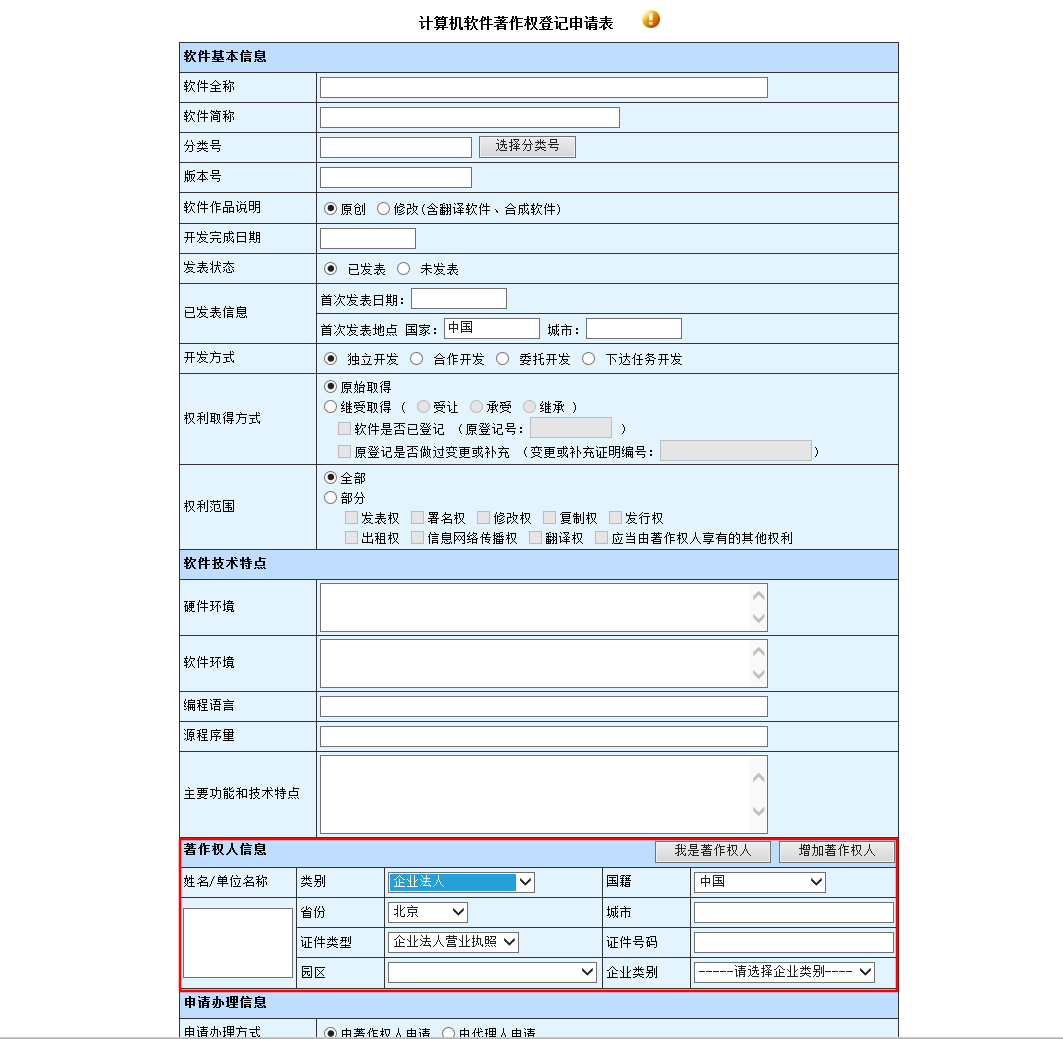 计算机软件著作权登记申请表
软件基本信息
软件全称
软件简称
分类号 选择分类号
版本号
软件作品说明 原创 修改(含翻译软件、合成软件)
开发完成日期
发表状态 已发表 未发表
已发表信息 首次发表日期：
首次发表地点 国家：中国 城市：
开发方式 独立开发 合作开发 委托开发 下达任务开发
权利取得方式 原始取得
继受取得 ( 受让 承受 继承 )
软件是否已登记 (原登记号： )
原登记是否做过变更或补充 (变更或补充证明编号： )
权利范围 全部
部分
发表权 署名权 修改权 复制权 发行权
出租权 信息网络传播权 翻译权 应当由著作权人享有的其他权利
软件技术特点
硬件环境
软件环境
编程语言
源程序量
主要功能和技术特点
著作权人信息 我是著作权人 增加著作权人
姓名/单位名称 类别 企业法人 国籍 中国
省份 北京 城市
证件类型 企业法人营业执照 证件号码
园区 企业类别 -----请选择企业类别----
申请办理信息
申请办理方式 由著作权人申请 由代理人申请